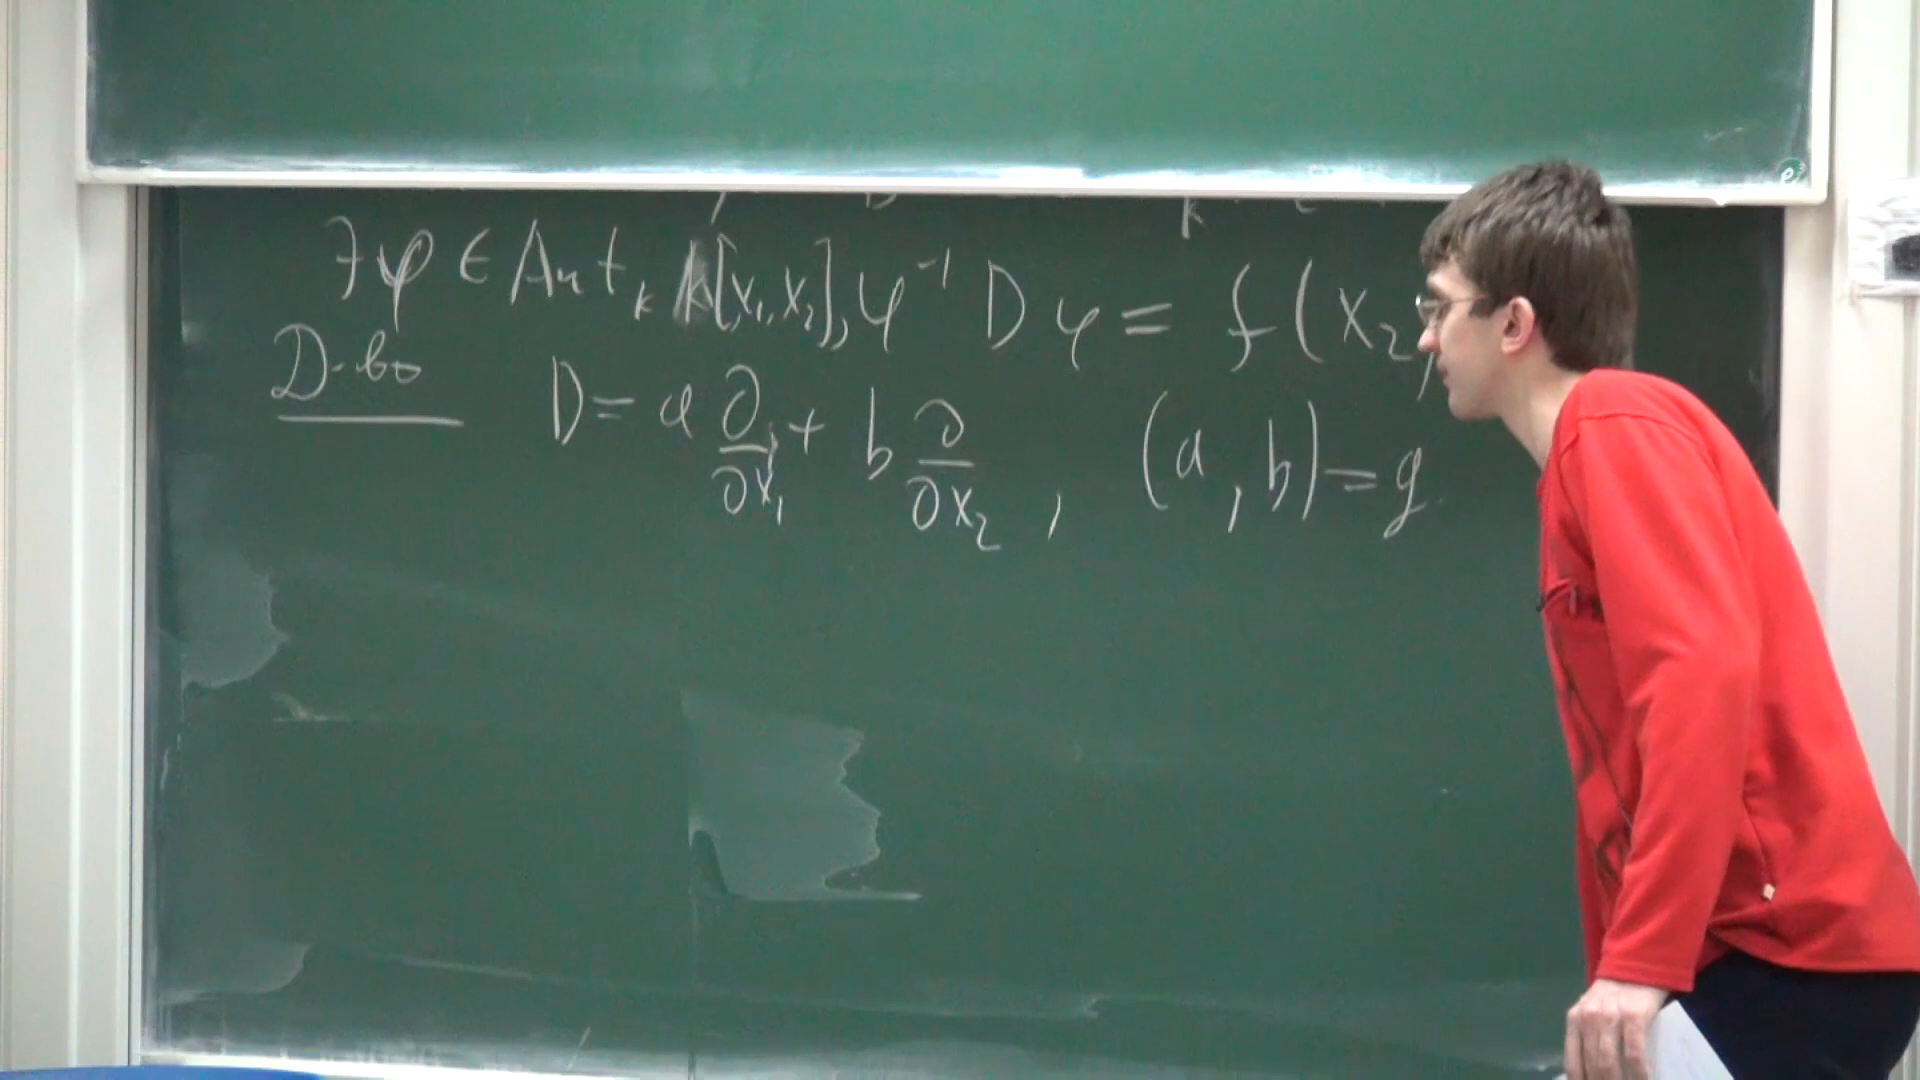 ∃φ ∈ Aut_k k[x₁, x₂], φ⁻¹ D φ = f(x₂
Д-во D = a ∂/∂x₁ + b ∂/∂x₂ , (a, b) = g